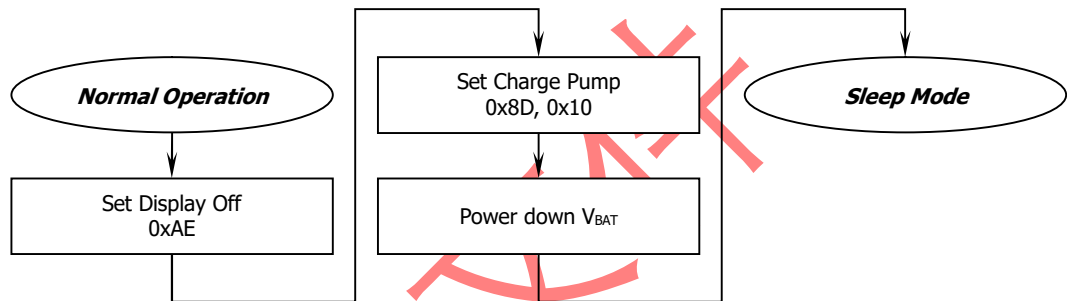 Normal Operation
Set Display Off
0xAE
Set Charge Pump
0x8D, 0x10
Power down VBAT
Sleep Mode